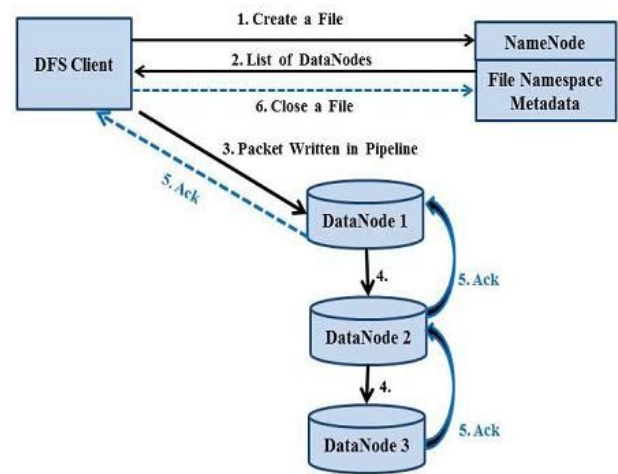 1. Create a File
DFS Client
NameNode
2. List of DataNodes
File Namespace
Metadata
6. Close a File
3. Packet Written in Pipeline
5. Ack
DataNode 1
4.
5. Ack
DataNode 2
4.
5. Ack
DataNode 3